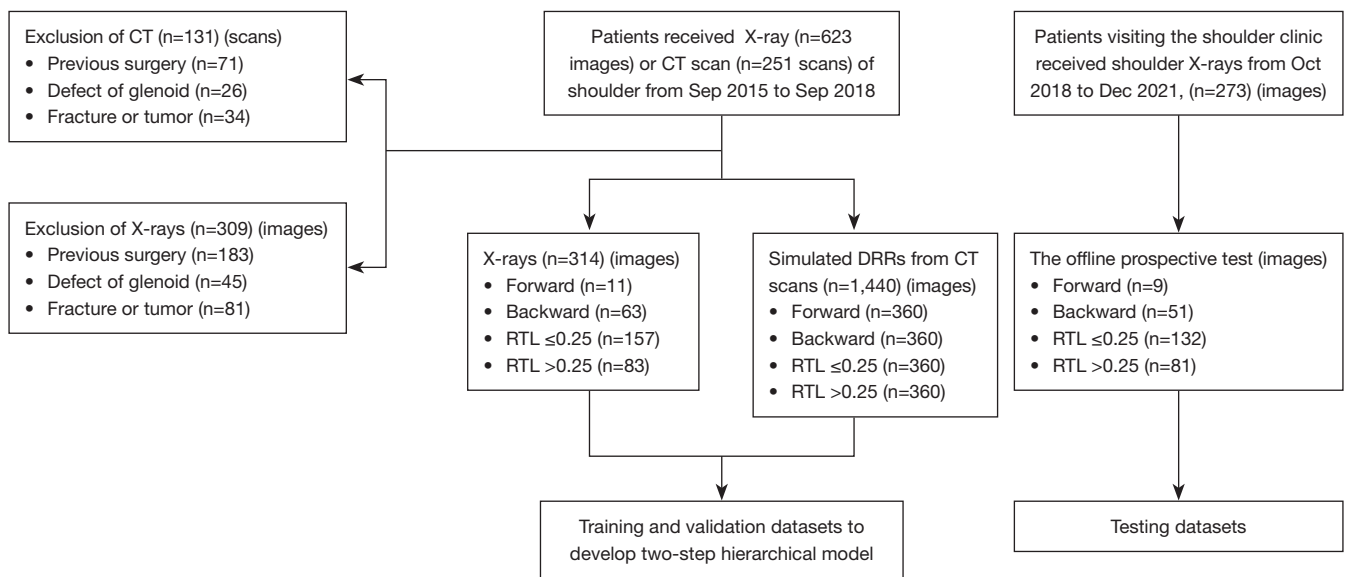 Exclusion of CT (n=131) (scans)
• Previous surgery (n=71)
• Defect of glenoid (n=26)
• Fracture or tumor (n=34)
Patients received X-ray (n=623
images) or CT scan (n=251 scans) of
shoulder from Sep 2015 to Sep 2018
Patients visiting the shoulder clinic
received shoulder X-rays from Oct
2018 to Dec 2021, (n=273) (images)
Exclusion of X-rays (n=309) (images)
• Previous surgery (n=183)
• Defect of glenoid (n=45)
• Fracture or tumor (n=81)
X-rays (n=314) (images)
• Forward (n=11)
• Backward (n=63)
• RTL ≤0.25 (n=157)
• RTL >0.25 (n=83)
Simulated DRRs from CT
scans (n=1,440) (images)
• Forward (n=360)
• Backward (n=360)
• RTL ≤0.25 (n=360)
• RTL >0.25 (n=360)
The offline prospective test (images)
• Forward (n=9)
• Backward (n=51)
• RTL ≤0.25 (n=132)
• RTL >0.25 (n=81)
Training and validation datasets to
develop two-step hierarchical model
Testing datasets